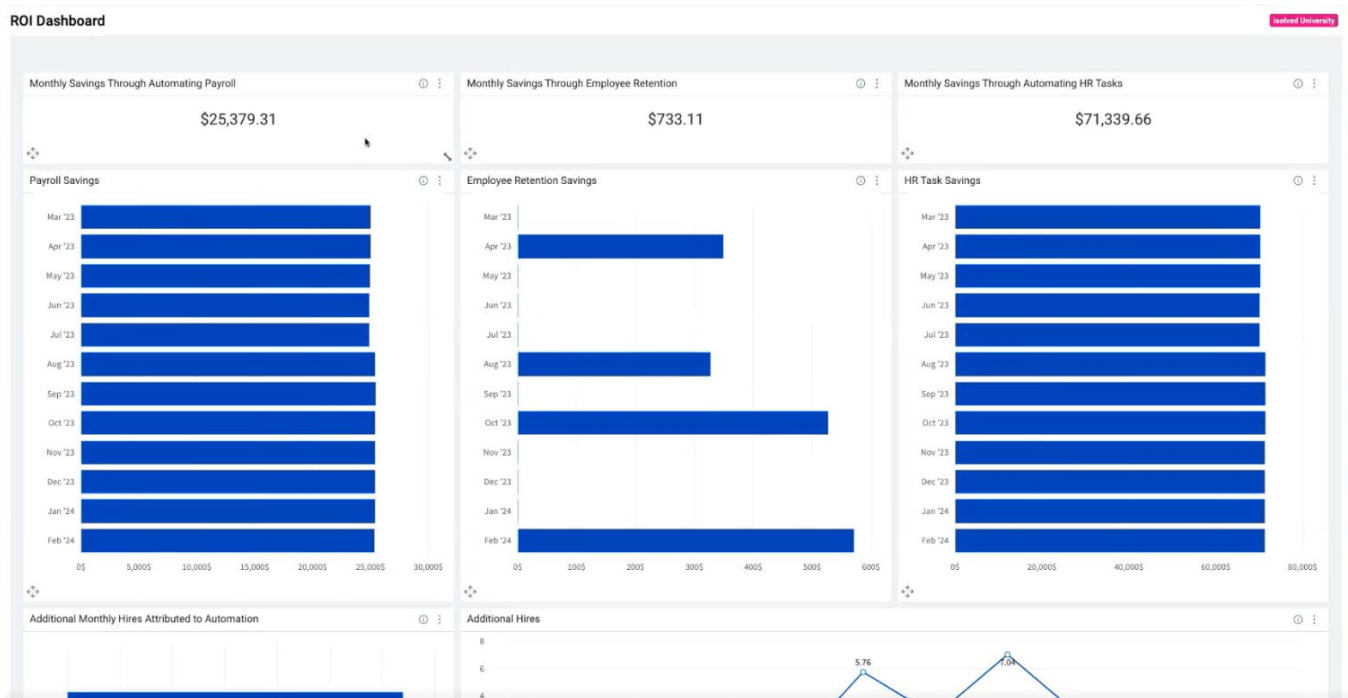 ROI Dashboard
isolved University
Monthly Savings Through Automating Payroll
$25,379.31
Monthly Savings Through Employee Retention
$733.11
Monthly Savings Through Automating HR Tasks
$71,339.66
Payroll Savings
Mar '23
Apr '23
May '23
Jun '23
Jul '23
Aug '23
Sep '23
Oct '23
Nov '23
Dec '23
Jan '24
Feb '24
0$ 5,000$ 10,000$ 15,000$ 20,000$ 25,000$ 30,000$
Employee Retention Savings
Mar '23
Apr '23
May '23
Jun '23
Jul '23
Aug '23
Sep '23
Oct '23
Nov '23
Dec '23
Jan '24
Feb '24
0$ 100$ 200$ 300$ 400$ 500$ 600$
HR Task Savings
Mar '23
Apr '23
May '23
Jun '23
Jul '23
Aug '23
Sep '23
Oct '23
Nov '23
Dec '23
Jan '24
Feb '24
0$ 20,000$ 40,000$ 60,000$ 80,000$
Additional Monthly Hires Attributed to Automation
Additional Hires
8
6
4
5.76
7.04